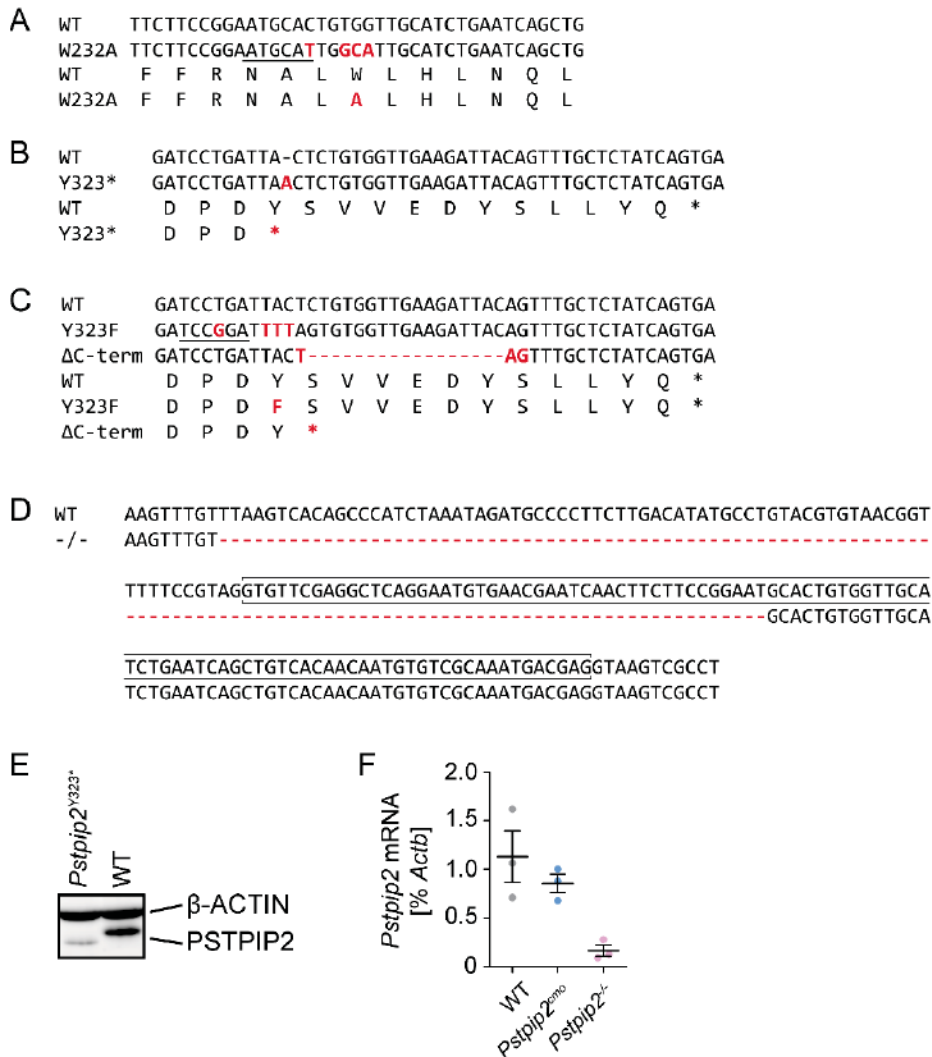 A
WT TTCTTCCGGAATGCACTGTGGTTGCATCTGAATCAGCTG
W232A TTCTTCCGGAATGCATTGGCATTGCATCTGAATCAGCTG
WT F F R N A L W L H L N Q L
W232A F F R N A L A L H L N Q L
B
WT GATCCTGATTA-CTCTGTGGTTGAAGATTACAGTTTGCTCTATCAGTGA
Y323* GATCCTGATTAACTCTGTGGTTGAAGATTACAGTTTGCTCTATCAGTGA
WT D P D Y S V V E D Y S L L Y Q *
Y323* D P D *
C
WT GATCCTGATTACTCTGTGGTTGAAGATTACAGTTTGCTCTATCAGTGA
Y323F GATCCGGATTTTAGTGTGGTTGAAGATTACAGTTTGCTCTATCAGTGA
ΔC-term GATCCTGATTACT-----------------AGTTTGCTCTATCAGTGA
WT D P D Y S V V E D Y S L L Y Q *
Y323F D P D F S V V E D Y S L L Y Q *
ΔC-term D P D Y *
D
WT AAGTTTGTTTAAGTCACAGCCCATCTAAATAGATGCCCCTTCTTGACATATGCCTGTACGTGTAACGGT
-/- AAGTTTGT-------------------------------------------------------------
TTTTCCGTAGGTGTTCGAGGCTCAGGAATGTGAACGAATCAACTTCTTCCGGAATGCACTGTGGTTGCA
-------------------------------------------------------GCACTGTGGTTGCA
TCTGAATCAGCTGTCACAACAATGTGTCGCAAATGACGAGGTAAGTCGCCT
TCTGAATCAGCTGTCACAACAATGTGTCGCAAATGACGAGGTAAGTCGCCT
E
Pstpip2Y323*
WT
β-ACTIN
PSTPIP2
F
Pstpip2 mRNA
[% Actb]
2.0
1.5
1.0
0.5
0
WT
Pstpip2cmo
Pstpip2-/-